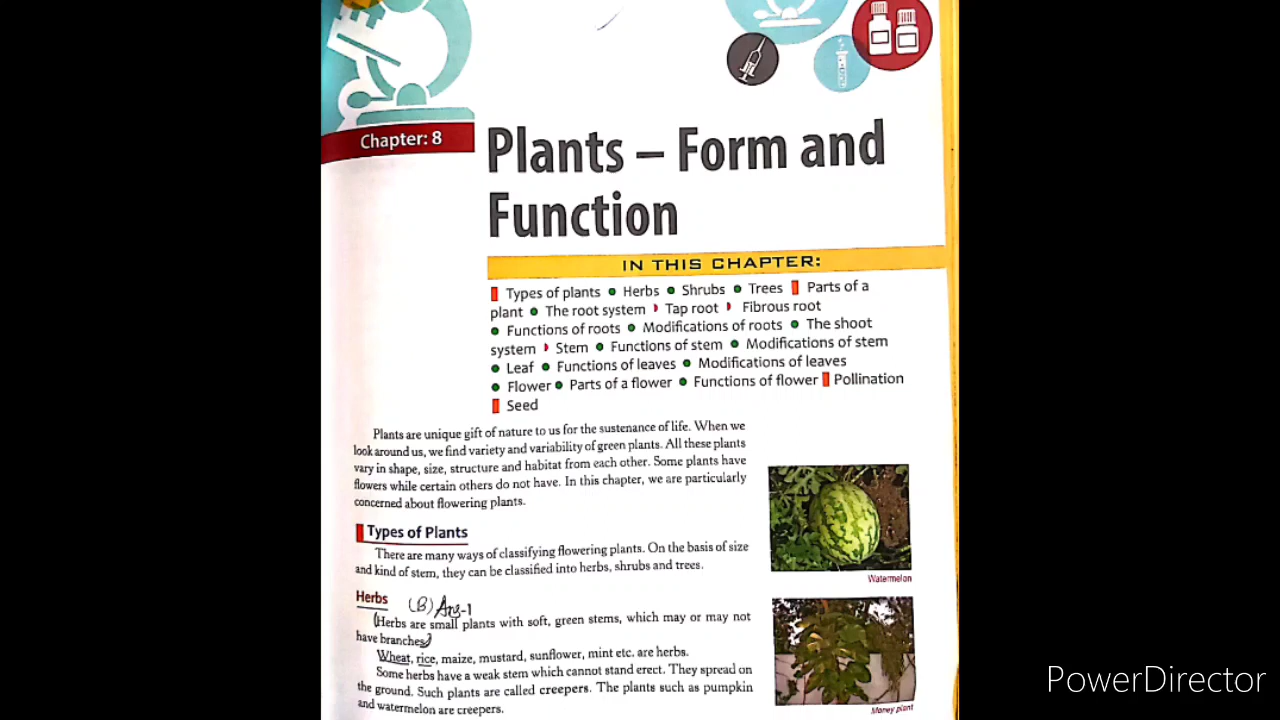 Chapter: 8
Plants – Form and
Function
IN THIS CHAPTER:
Types of plants • Herbs • Shrubs • Trees Parts of a
plant • The root system Tap root Fibrous root
• Functions of roots • Modifications of roots • The shoot
system Stem • Functions of stem • Modifications of stem
• Leaf • Functions of leaves • Modifications of leaves
• Flower • Parts of a flower • Functions of flower Pollination
Seed
Plants are unique gift of nature to us for the sustenance of life. When we
look around us, we find variety and variability of green plants. All these plants
vary in shape, size, structure and habitat from each other. Some plants have
flowers while certain others do not have. In this chapter, we are particularly
concerned about flowering plants.
Types of Plants
There are many ways of classifying flowering plants. On the basis of size
and kind of stem, they can be classified into herbs, shrubs and trees.
Herbs
(B) Ans-1
(Herbs are small plants with soft, green stems, which may or may not
have branches.)
Wheat, rice, maize, mustard, sunflower, mint etc. are herbs.
Some herbs have a weak stem which cannot stand erect. They spread on
the ground. Such plants are called creepers. The plants such as pumpkin
and watermelon are creepers.
Watermelon
Money plant
PowerDirector